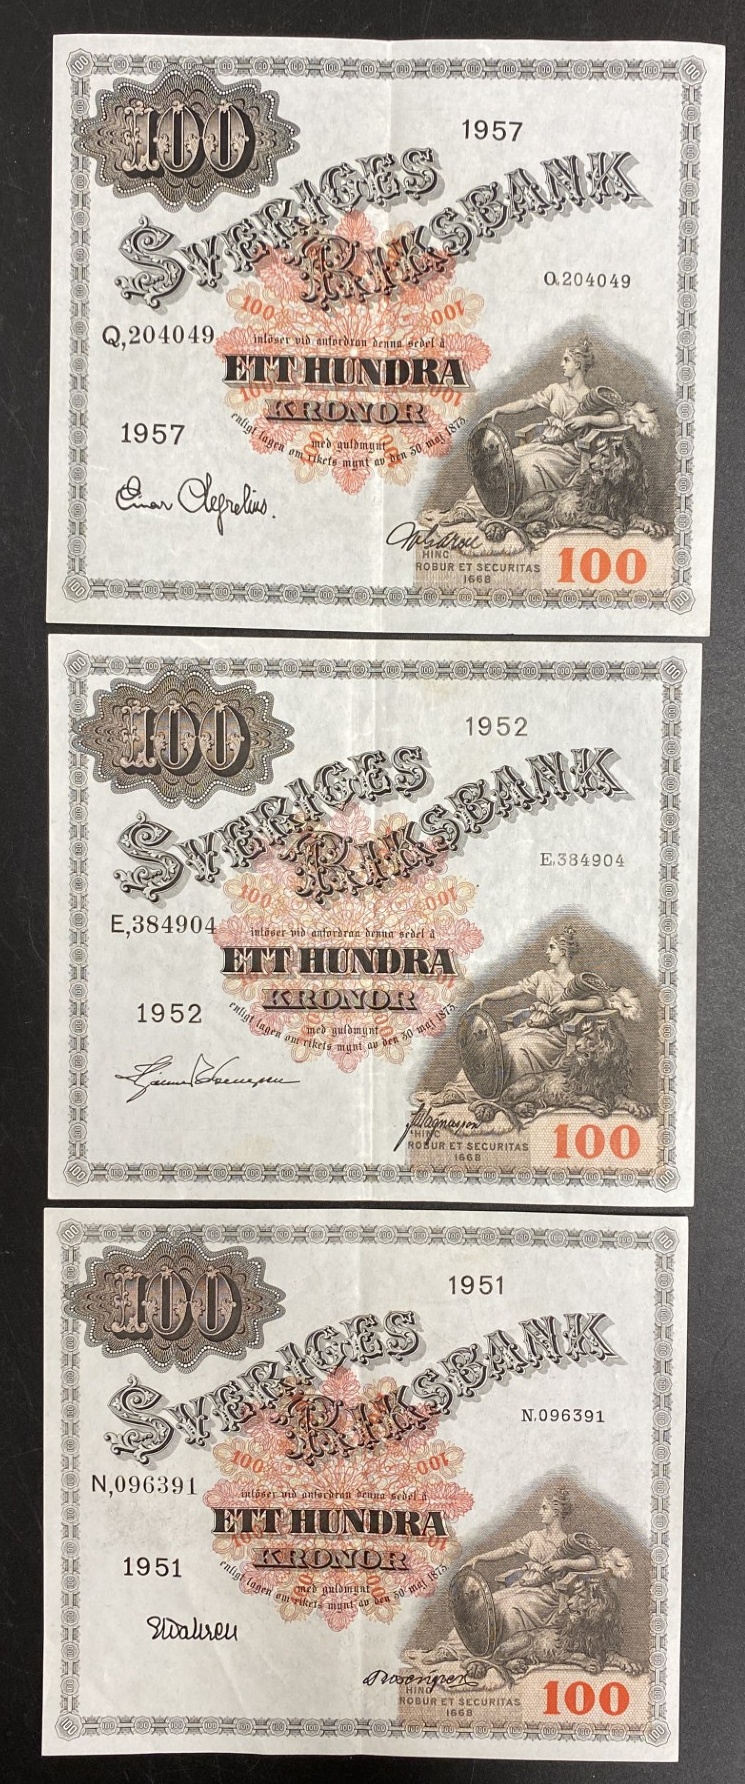 100
1957
SVERIGES
RIKSBANK
Q,204049
Q,204049
100 100
inlöser vid anfordran denna sedel å
ETT HUNDRA
KRONOR
med guldmynt
enligt lagen om rikets mynt av den 30 maj 1873
1957
Einar Clegrelius.
HINC
ROBUR ET SECURITAS
1668
100
100
1952
SVERIGES
RIKSBANK
E,384904
E,384904
100 100
inlöser vid anfordran denna sedel å
ETT HUNDRA
KRONOR
med guldmynt
enligt lagen om rikets mynt av den 30 maj 1873
1952
Magnusson
HINC
ROBUR ET SECURITAS
1668
100
100
1951
SVERIGES
RIKSBANK
N,096391
N,096391
100 100
inlöser vid anfordran denna sedel å
ETT HUNDRA
KRONOR
med guldmynt
enligt lagen om rikets mynt av den 30 maj 1873
1951
HINC
ROBUR ET SECURITAS
1668
100